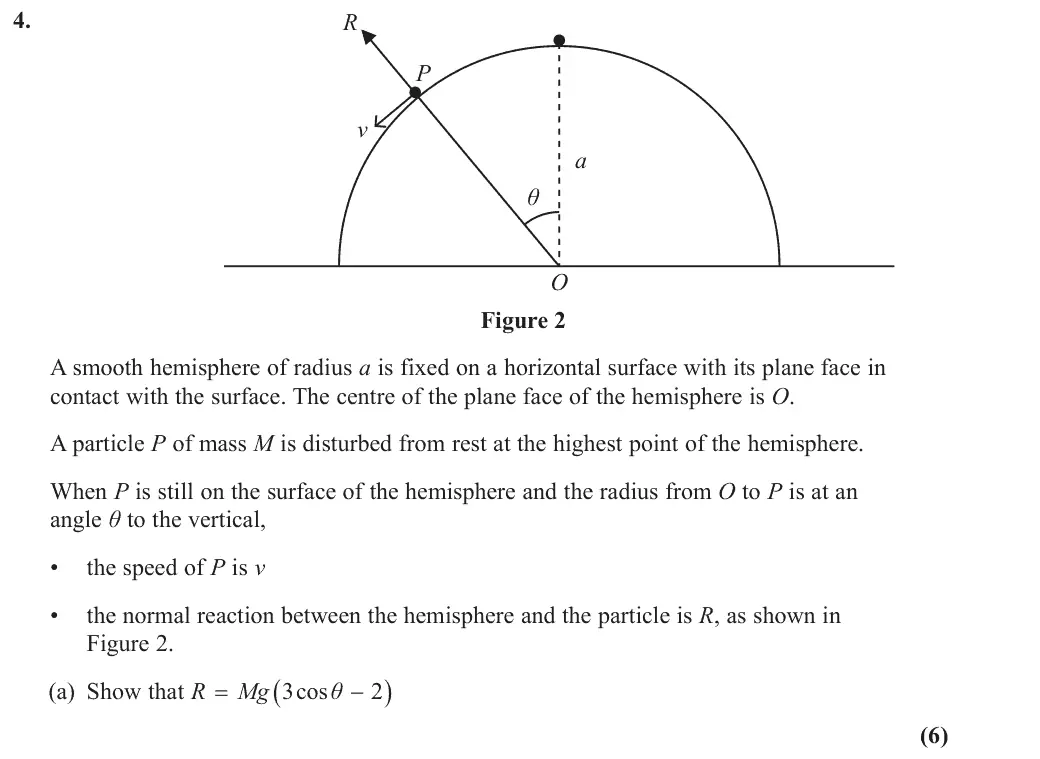 4.
R
P
v
a
θ
O
Figure 2
A smooth hemisphere of radius a is fixed on a horizontal surface with its plane face in
contact with the surface. The centre of the plane face of the hemisphere is O.
A particle P of mass M is disturbed from rest at the highest point of the hemisphere.
When P is still on the surface of the hemisphere and the radius from O to P is at an
angle θ to the vertical,
• the speed of P is v
• the normal reaction between the hemisphere and the particle is R, as shown in
Figure 2.
(a) Show that R = Mg(3cosθ – 2)
(6)